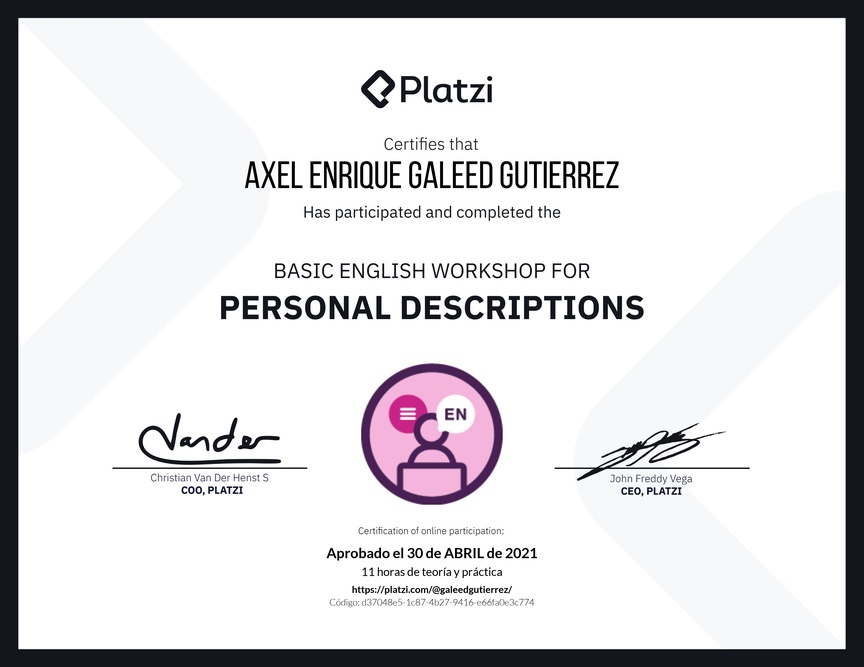 Platzi
Certifies that
AXEL ENRIQUE GALEED GUTIERREZ
Has participated and completed the
BASIC ENGLISH WORKSHOP FOR
PERSONAL DESCRIPTIONS
EN
Vander
Christian Van Der Henst S
COO, PLATZI
John Freddy Vega
CEO, PLATZI
Certification of online participation:
Aprobado el 30 de ABRIL de 2021
11 horas de teoría y práctica
https://platzi.com/@galeedgutierrez/
Código: d37048e5-1c87-4b27-9416-e66fa0e3c774